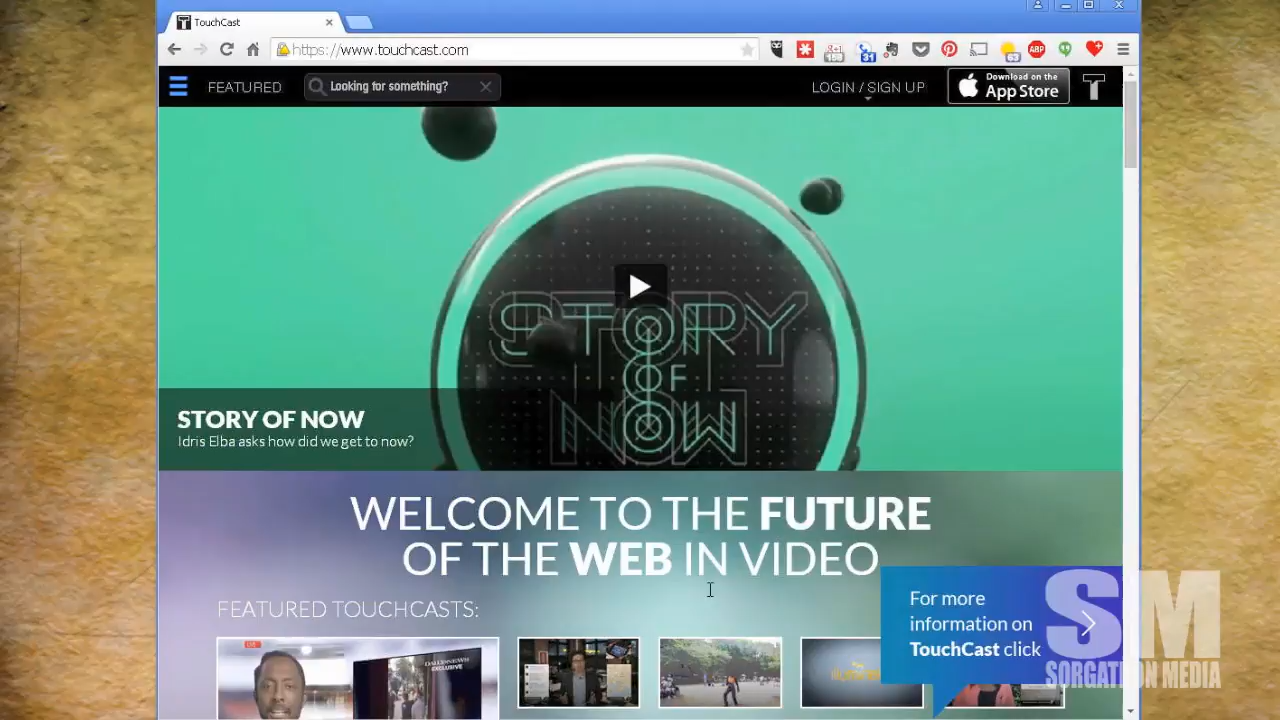 TouchCast
https://www.touchcast.com
FEATURED
Looking for something?
LOGIN / SIGN UP
Download on the
App Store
STORY
OF
NOW
STORY OF NOW
Idris Elba asks how did we get to now?
WELCOME TO THE FUTURE
OF THE WEB IN VIDEO
FEATURED TOUCHCASTS:
For more
information on
TouchCast click
SM
SORGATRON MEDIA